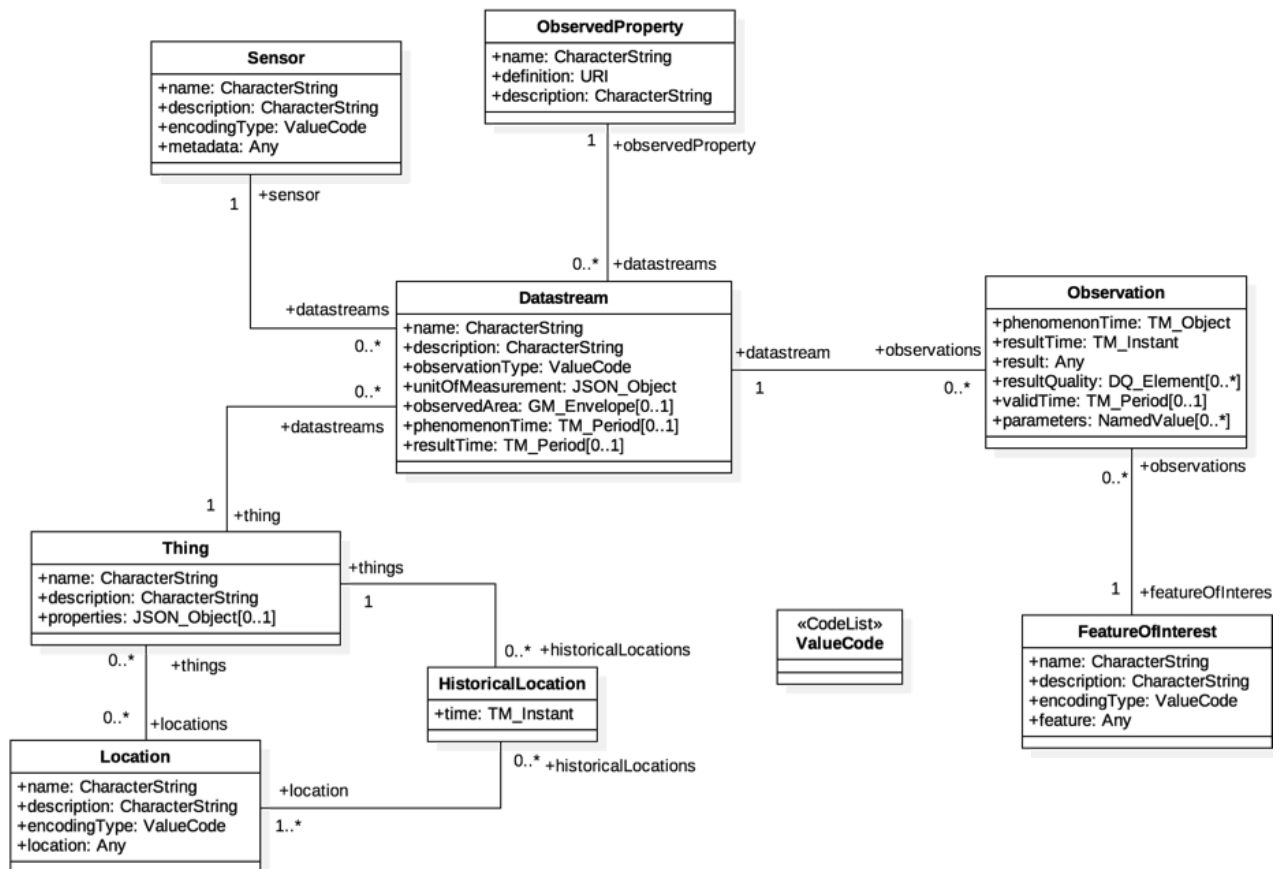 ObservedProperty
+name: CharacterString
+definition: URI
+description: CharacterString
Sensor
+name: CharacterString
+description: CharacterString
+encodingType: ValueCode
+metadata: Any
1
+observedProperty
+sensor
1
0..*
+datastreams
Datastream
+name: CharacterString
+description: CharacterString
+observationType: ValueCode
+unitOfMeasurement: JSON_Object
+observedArea: GM_Envelope[0..1]
+phenomenonTime: TM_Period[0..1]
+resultTime: TM_Period[0..1]
+datastreams
0..*
0..*
+datastreams
+datastream
1
+observations
0..*
Observation
+phenomenonTime: TM_Object
+resultTime: TM_Instant
+result: Any
+resultQuality: DQ_Element[0..*]
+validTime: TM_Period[0..1]
+parameters: NamedValue[0..*]
+observations
0..*
1
+thing
Thing
+name: CharacterString
+description: CharacterString
+properties: JSON_Object[0..1]
+things
1
0..*
+historicalLocations
HistoricalLocation
+time: TM_Instant
0..*
+historicalLocations
«CodeList»
ValueCode
1
+featureOfInteres
FeatureOfInterest
+name: CharacterString
+description: CharacterString
+encodingType: ValueCode
+feature: Any
0..*
+things
0..*
+locations
Location
+name: CharacterString
+description: CharacterString
+encodingType: ValueCode
+location: Any
+location
1..*